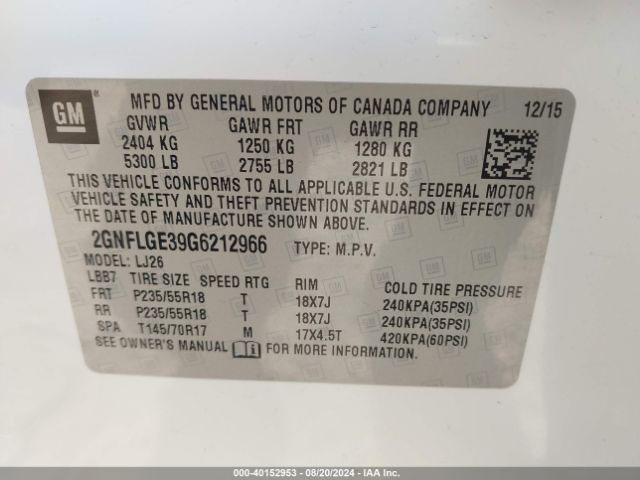 GM
MFD BY GENERAL MOTORS OF CANADA COMPANY 12/15
GVWR GAWR FRT GAWR RR
2404 KG 1250 KG 1280 KG
5300 LB 2755 LB 2821 LB
THIS VEHICLE CONFORMS TO ALL APPLICABLE U.S. FEDERAL MOTOR
VEHICLE SAFETY AND THEFT PREVENTION STANDARDS IN EFFECT ON
THE DATE OF MANUFACTURE SHOWN ABOVE.
2GNFLGE39G6212966 TYPE: M.P.V.
MODEL: LJ26
LBB7 TIRE SIZE SPEED RTG RIM COLD TIRE PRESSURE
FRT P235/55R18 T 18X7J 240KPA(35PSI)
RR P235/55R18 T 18X7J 240KPA(35PSI)
SPA T145/70R17 M 17X4.5T 420KPA(60PSI)
SEE OWNER'S MANUAL FOR MORE INFORMATION.
000-40152953 - 08/20/2024 - IAA Inc.